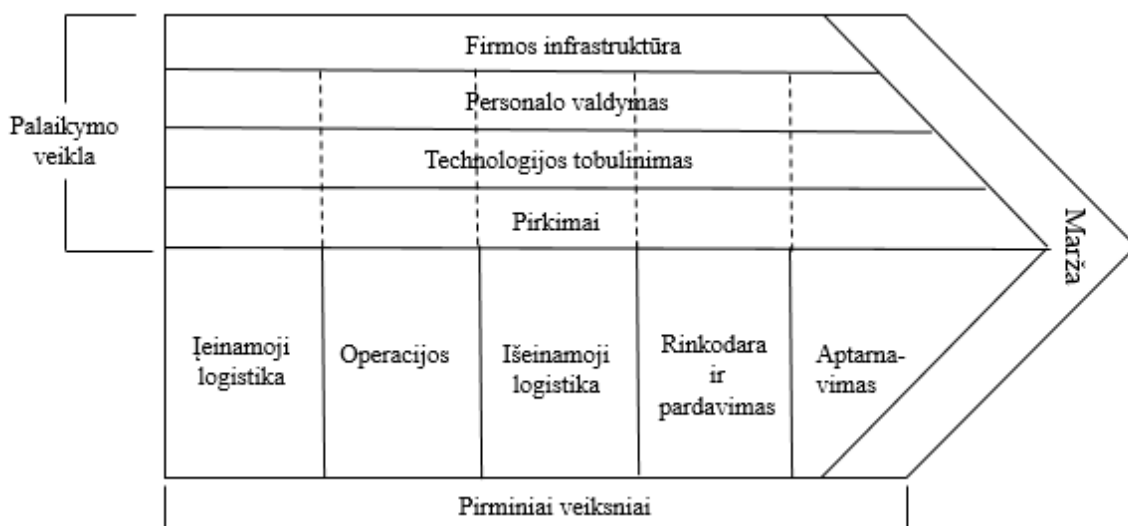 Firmos infrastruktūra
Personalo valdymas
Palaikymo
veikla
Technologijos tobulinimas
Pirkimai
Marža
Įeinamoji
logistika
Operacijos
Išeinamoji
logistika
Rinkodara
ir
pardavimas
Aptarna-
vimas
Pirminiai veiksniai